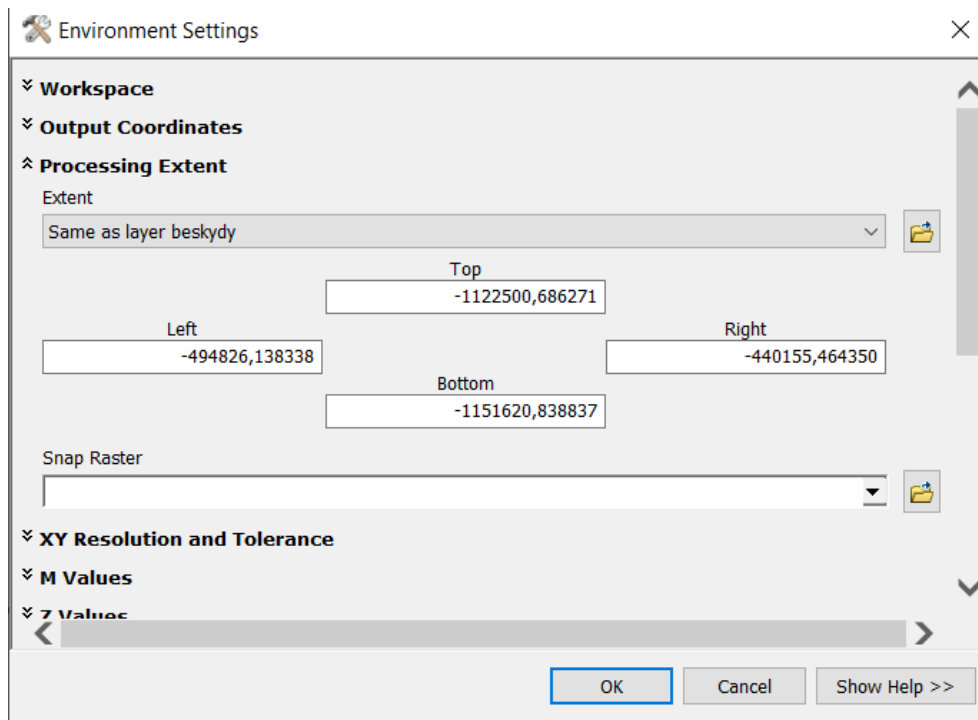 Environment Settings
Workspace
Output Coordinates
Processing Extent
Extent
Same as layer beskydy
Top
-1122500,686271
Left
Right
-494826,138338
-440155,464350
Bottom
-1151620,838837
Snap Raster
XY Resolution and Tolerance
M Values
Z Values
OK
Cancel
Show Help >>